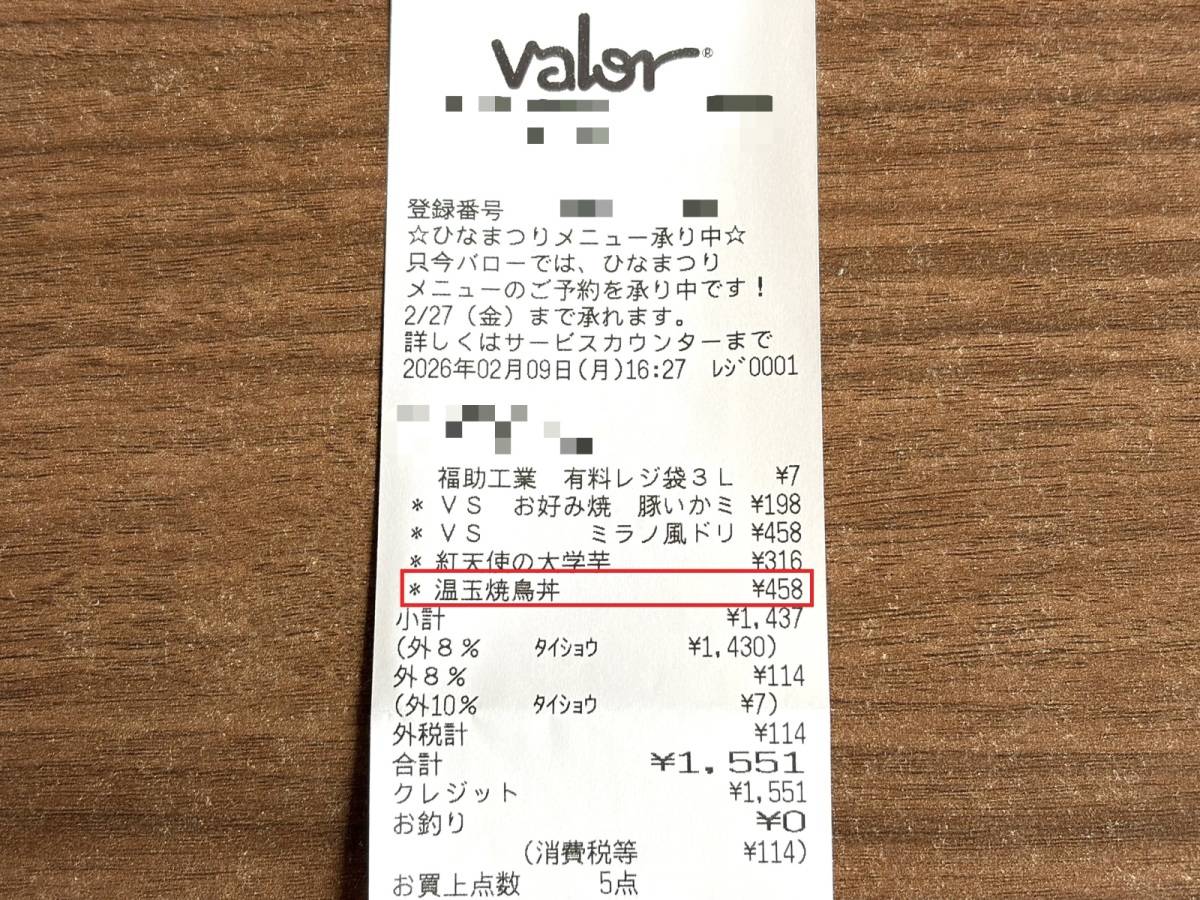 valor®
登録番号
☆ひなまつりメニュー承り中☆
只今バローでは、ひなまつり
メニューのご予約を承り中です！
2/27（金）まで承れます。
詳しくはサービスカウンターまで
2026年02月09日(月)16:27 ﾚｼﾞ0001
福助工業 有料レジ袋３Ｌ ¥7
* ＶＳ お好み焼 豚いかミ ¥198
* ＶＳ ミラノ風ドリ ¥458
* 紅天使の大学芋 ¥316
* 温玉焼鳥丼 ¥458
小計 ¥1,437
(外８％ ﾀｲｼｮｳ ¥1,430)
外８％ ¥114
(外10％ ﾀｲｼｮｳ ¥7)
外税計 ¥114
合計 ¥1,551
クレジット ¥1,551
お釣り ¥0
(消費税等 ¥114)
お買上点数 5点